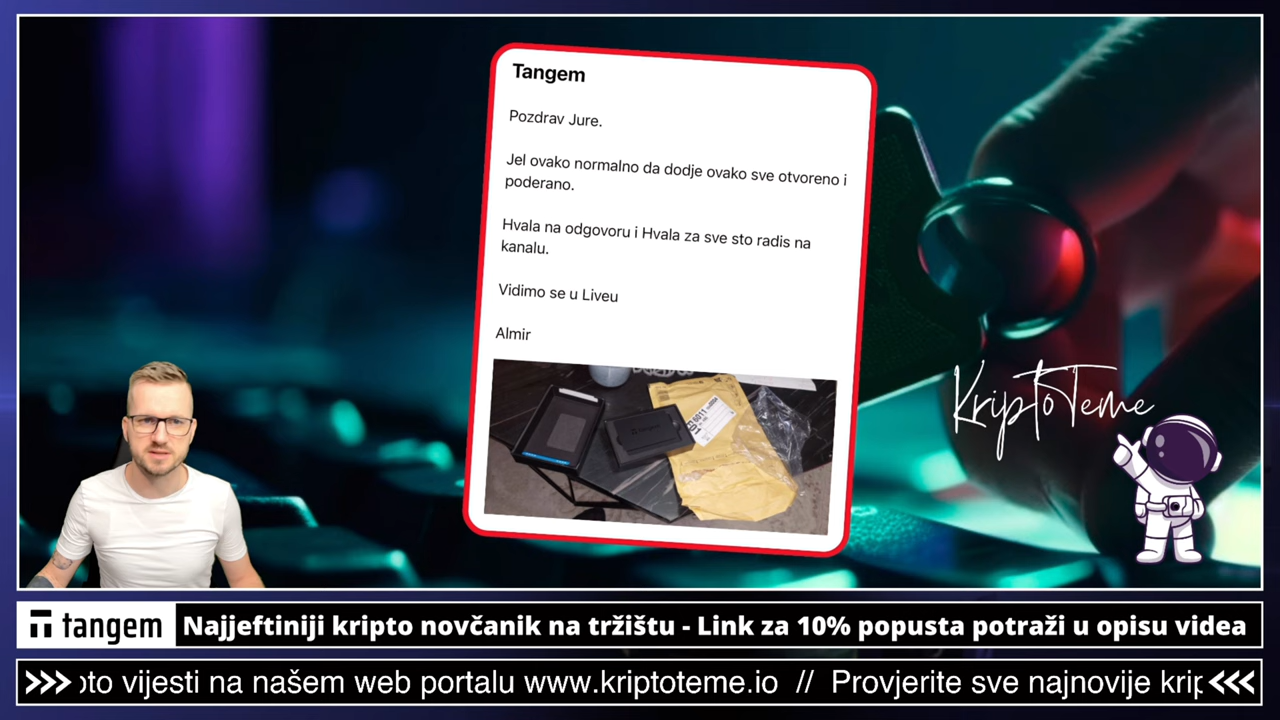 Tangem
Pozdrav Jure.
Jel ovako normalno da dodje ovako sve otvoreno i
poderano.
Hvala na odgovoru i Hvala za sve sto radis na
kanalu.
Vidimo se u Liveu
Almir
KriptoTeme
tangem
Najjeftiniji kripto novčanik na tržištu - Link za 10% popusta potraži u opisu videa
>>> oto vijesti na našem web portalu www.kriptoteme.io // Provjerite sve najnovije krip <<<